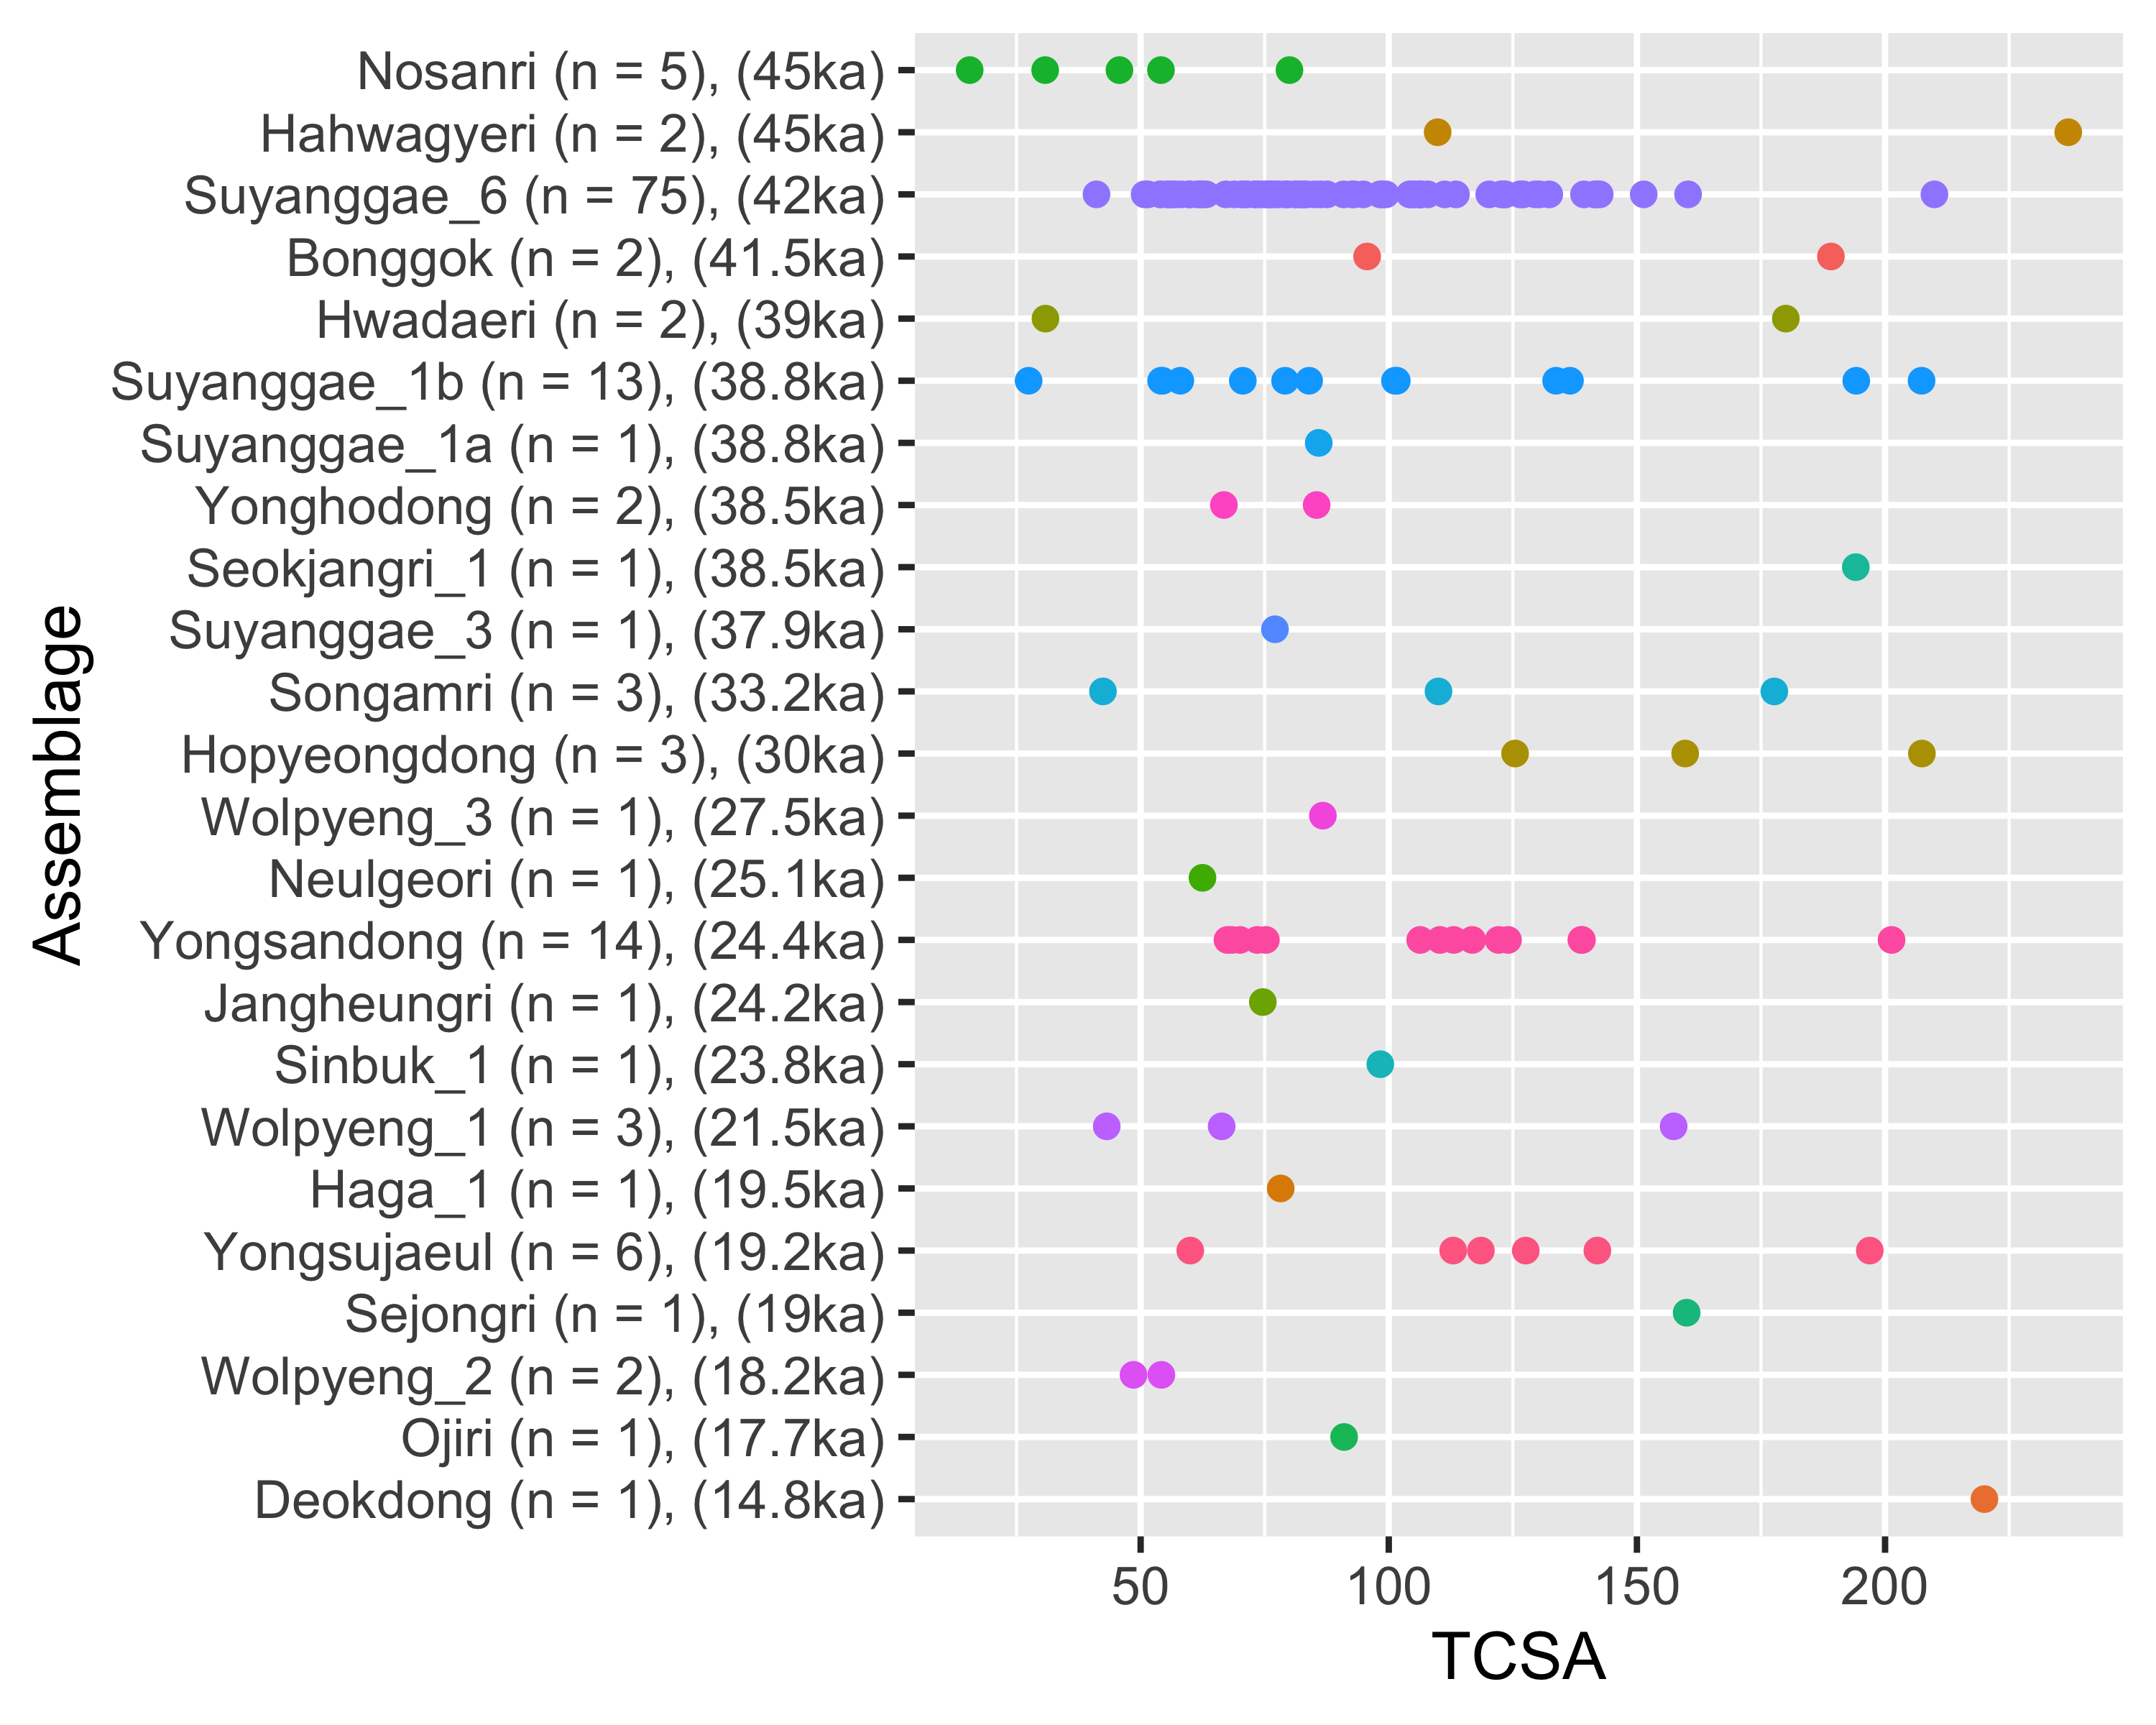 Nosanri (n = 5), (45ka)
Hahwagyeri (n = 2), (45ka)
Suyanggae_6 (n = 75), (42ka)
Bonggok (n = 2), (41.5ka)
Hwadaeri (n = 2), (39ka)
Suyanggae_1b (n = 13), (38.8ka)
Suyanggae_1a (n = 1), (38.8ka)
Yonghodong (n = 2), (38.5ka)
Seokjangri_1 (n = 1), (38.5ka)
Suyanggae_3 (n = 1), (37.9ka)
Songamri (n = 3), (33.2ka)
Hopyeongdong (n = 3), (30ka)
Wolpyeng_3 (n = 1), (27.5ka)
Neulgeori (n = 1), (25.1ka)
Yongsandong (n = 14), (24.4ka)
Jangheungri (n = 1), (24.2ka)
Sinbuk_1 (n = 1), (23.8ka)
Wolpyeng_1 (n = 3), (21.5ka)
Haga_1 (n = 1), (19.5ka)
Yongsujaeul (n = 6), (19.2ka)
Sejongri (n = 1), (19ka)
Wolpyeng_2 (n = 2), (18.2ka)
Ojiri (n = 1), (17.7ka)
Deokdong (n = 1), (14.8ka)
Assemblage
50 100 150 200
TCSA